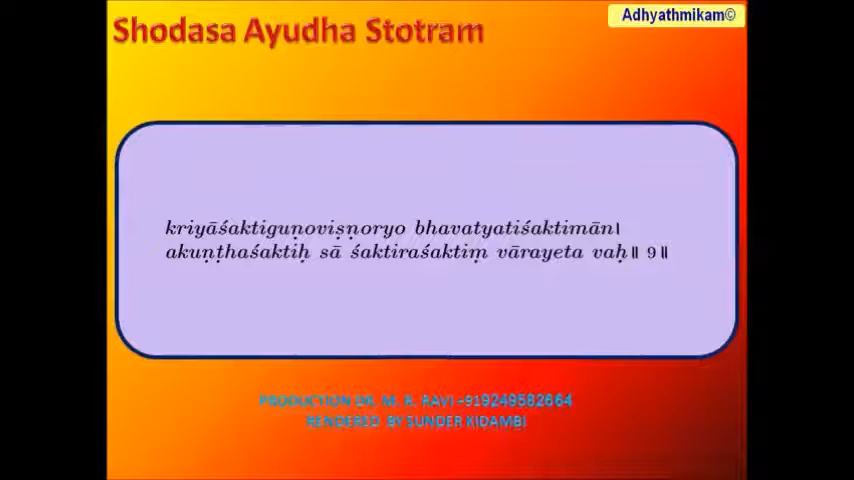 Shodasa Ayudha Stotram
Adhyathmikam©
kriyāśaktiguṇoviṣṇoryo bhavatyatiśaktimān।
akuṇṭhaśaktiḥ sā śaktiraśaktiṃ vārayeta vaḥ॥ 9॥
PRODUCTION DR. M. R. RAVI +919249582664
RENDERED BY SUNDER KIDAMBI